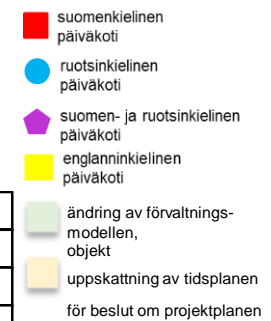 suomenkielinen
päiväkoti
ruotsinkielinen
päiväkoti
suomen- ja ruotsinkielinen
päiväkoti
englanninkielinen
päiväkoti
ändring av förvaltnings-
modellen,
objekt
uppskattning av tidsplanen
för beslut om projektplanen